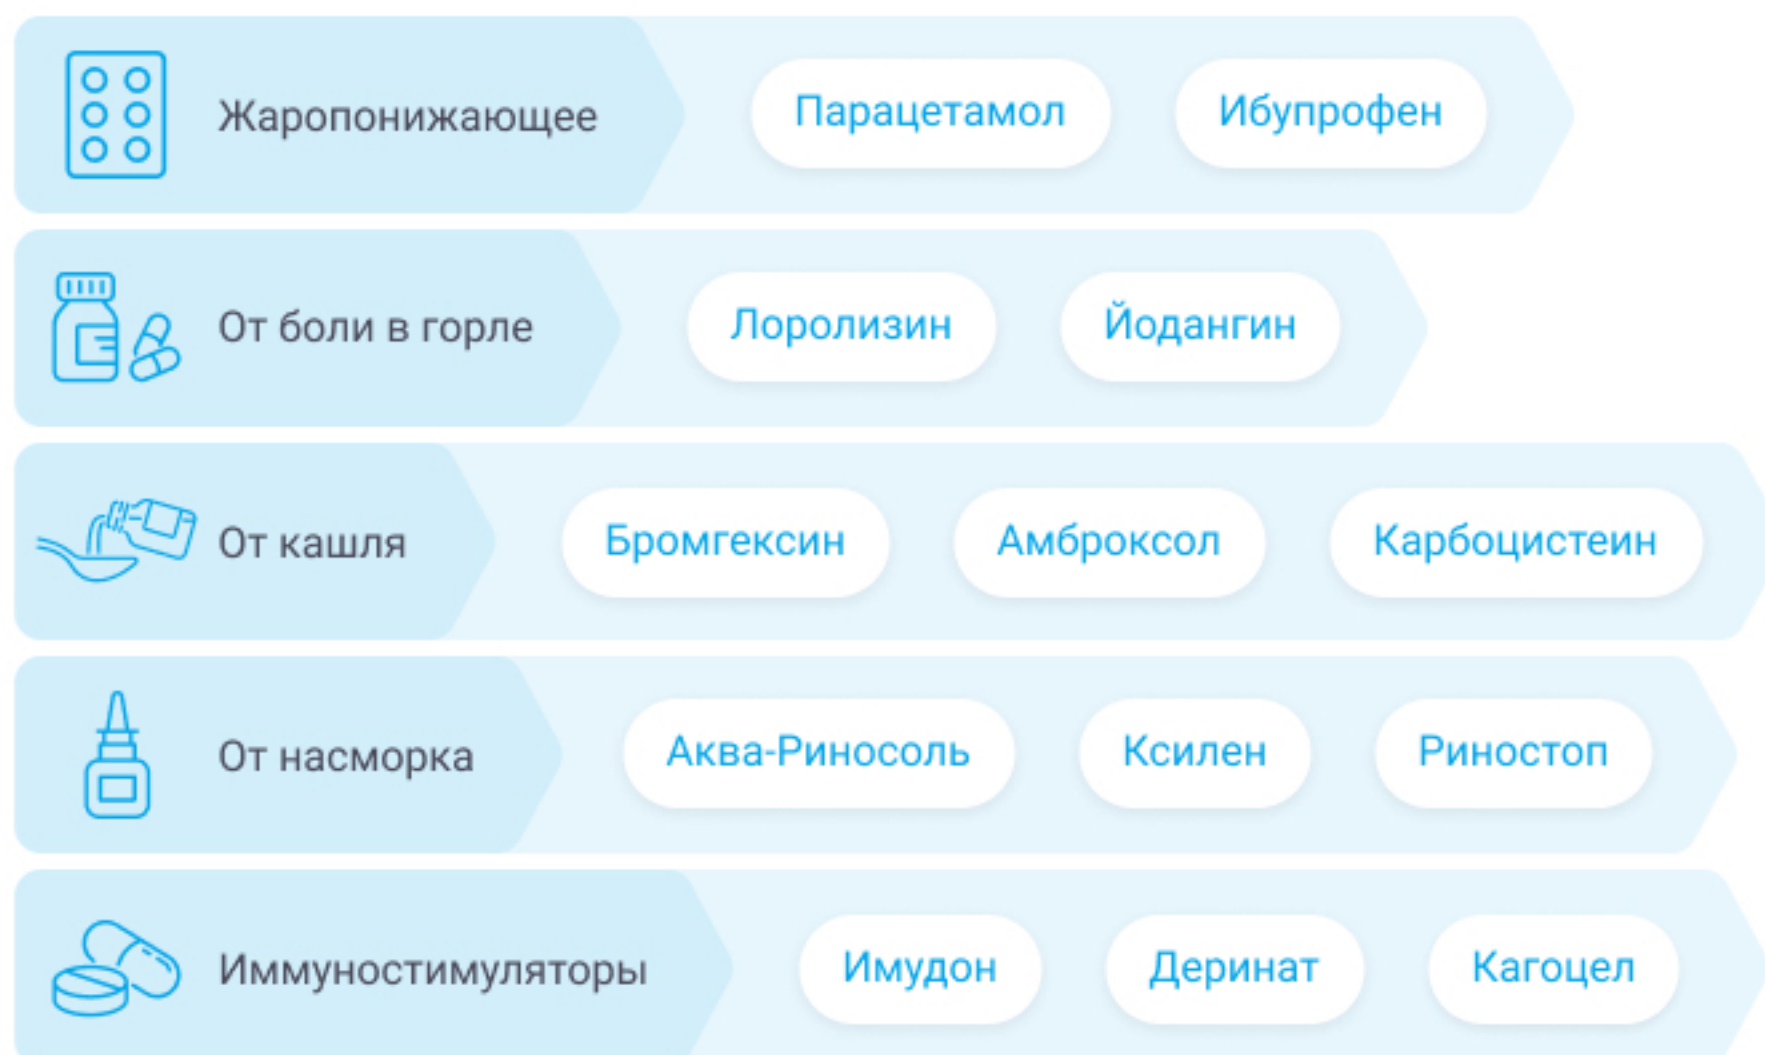 Жаропонижающее Парацетамол Ибупрофен
От боли в горле Лоролизин Йодангин
От кашля Бромгексин Амброксол Карбоцистеин
От насморка Аква-Риносоль Ксилен Риностоп
Иммуностимуляторы Имудон Деринат Кагоцел